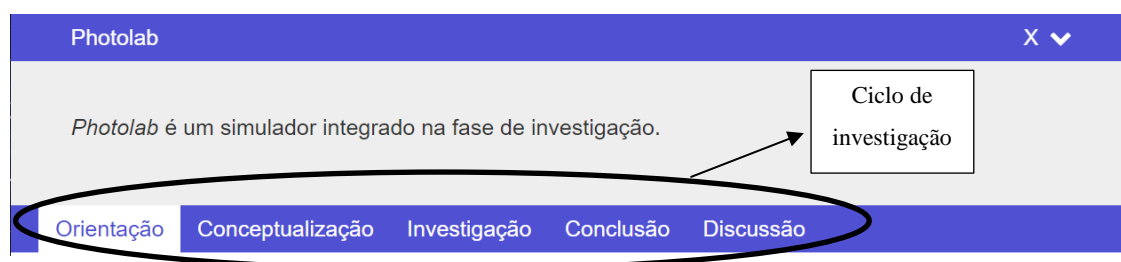 Photolab X
Photolab é um simulador integrado na fase de investigação.
Ciclo de
investigação
Orientação Conceptualização Investigação Conclusão Discussão